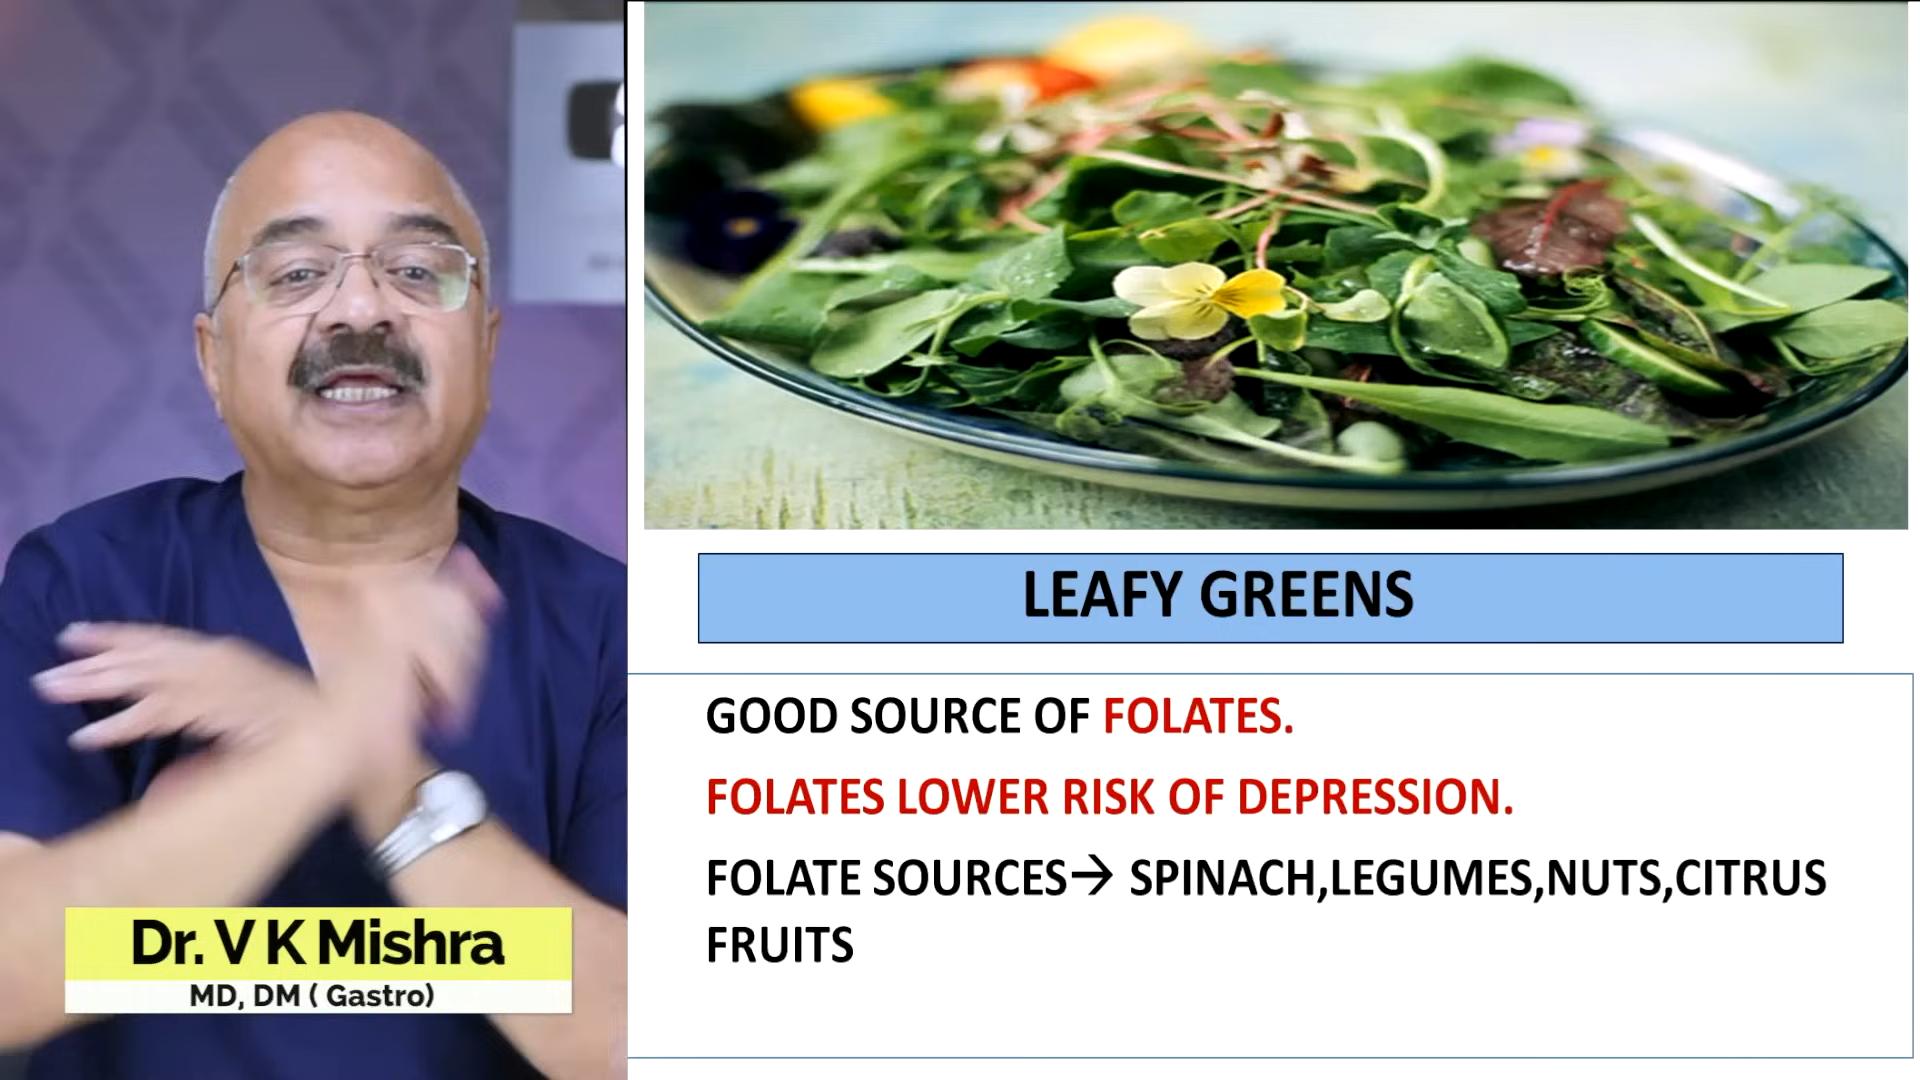 LEAFY GREENS
GOOD SOURCE OF FOLATES.
FOLATES LOWER RISK OF DEPRESSION.
FOLATE SOURCES→ SPINACH,LEGUMES,NUTS,CITRUS
FRUITS
Dr. V K Mishra
MD, DM ( Gastro)